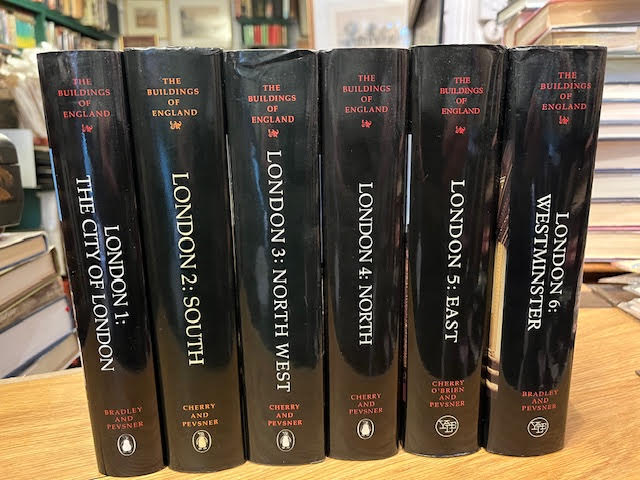 THE
BUILDINGS
OF
ENGLAND
LONDON 1:
THE CITY OF LONDON
BRADLEY
AND
PEVSNER
THE
BUILDINGS
OF
ENGLAND
LONDON 2: SOUTH
CHERRY
AND
PEVSNER
THE
BUILDINGS
OF
ENGLAND
LONDON 3: NORTH WEST
CHERRY
AND
PEVSNER
THE
BUILDINGS
OF
ENGLAND
LONDON 4: NORTH
CHERRY
AND
PEVSNER
THE
BUILDINGS
OF
ENGLAND
LONDON 5: EAST
CHERRY
O'BRIEN
AND
PEVSNER
THE
BUILDINGS
OF
ENGLAND
LONDON 6:
WESTMINSTER
BRADLEY
AND
PEVSNER